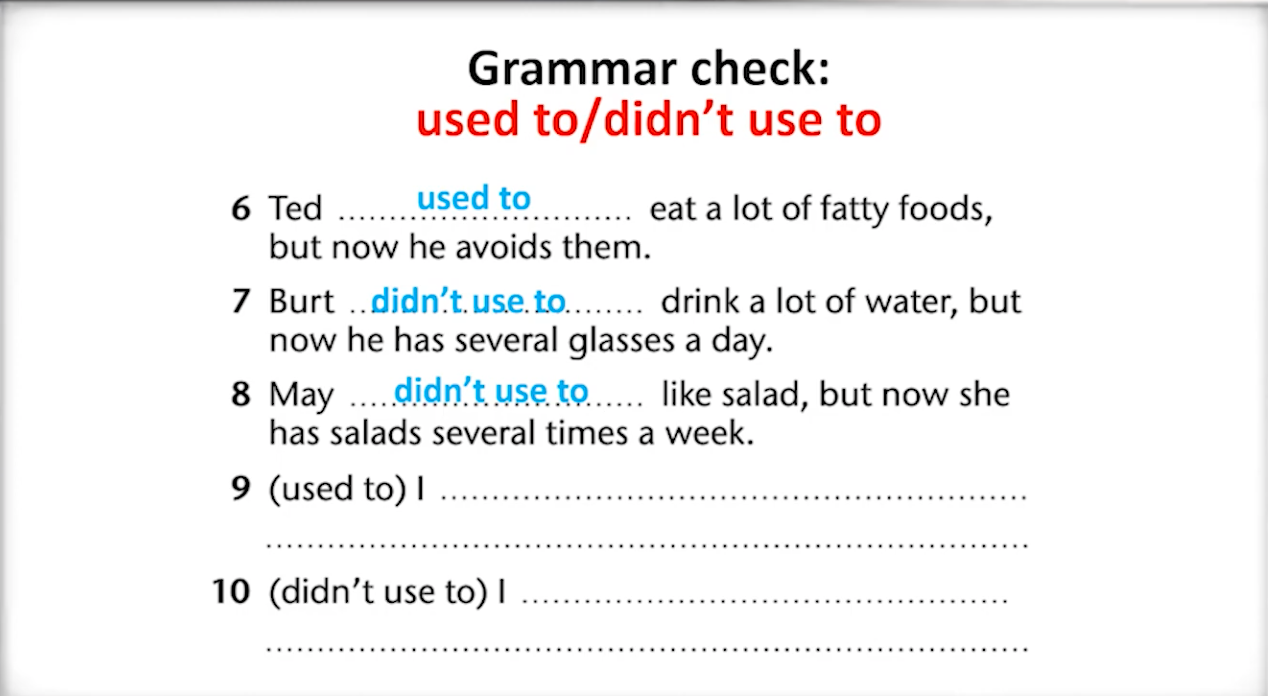 Grammar check:
used to/didn't use to
6 Ted ....used to.... eat a lot of fatty foods,
but now he avoids them.
7 Burt ....didn't use to.... drink a lot of water, but
now he has several glasses a day.
8 May ....didn't use to.... like salad, but now she
has salads several times a week.
9 (used to) I ..........................................................
............................................................................
10 (didn't use to) I ................................................
............................................................................